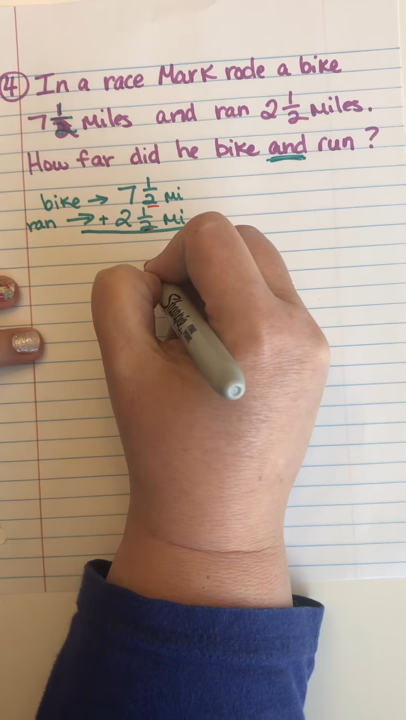 ④ In a race Mark rode a bike
7 1/2 Miles and ran 2 1/2 Miles.
How far did he bike and run?
bike → 7 1/2 Mi
ran → + 2 1/2 Mi
Sharpie